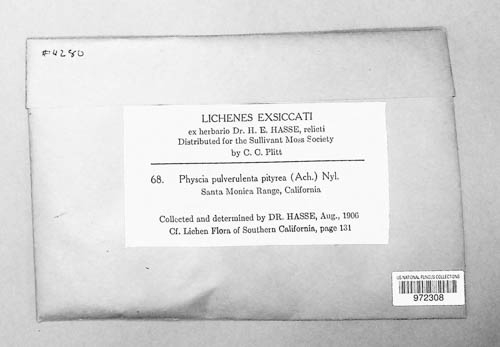 #4280
LICHENES EXSICCATI
ex herbario Dr. H. E. HASSE, relicti
Distributed for the Sullivant Moss Society
by C. C. Plitt
68. Physcia pulverulenta pityrea (Ach.) Nyl.
Santa Monica Range, California
Collected and determined by DR. HASSE, Aug., 1906
Cf. Lichen Flora of Southern California, page 131
US NATIONAL FUNGUS COLLECTIONS
972308